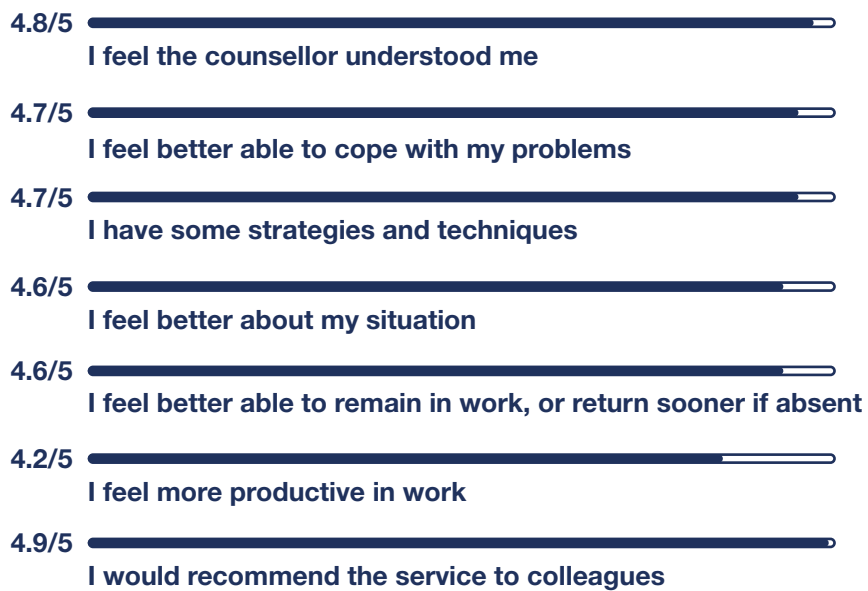 4.8/5
I feel the counsellor understood me
4.7/5
I feel better able to cope with my problems
4.7/5
I have some strategies and techniques
4.6/5
I feel better about my situation
4.6/5
I feel better able to remain in work, or return sooner if absent
4.2/5
I feel more productive in work
4.9/5
I would recommend the service to colleagues